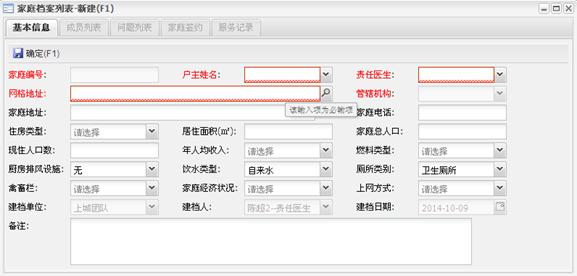 家庭档案列表-新建(F1)
基本信息 成员列表 问题列表 家庭签约 服务记录
确定(F1)
家庭编号: 户主姓名: 责任医生:
网格地址: 管辖机构:
该输入项为必输项
家庭地址: 家庭电话:
住房类型: 请选择 居住面积(㎡): 家庭总人口:
现住人口数: 年人均收入: 请选择 燃料类型: 请选择
厨房排风设施: 无 饮水类型: 自来水 厕所类别: 卫生厕所
禽畜栏: 请选择 家庭经济状况: 请选择 上网方式: 请选择
建档单位: 上城团队 建档人: 陈超2--责任医生 建档日期: 2014-10-09
备注: